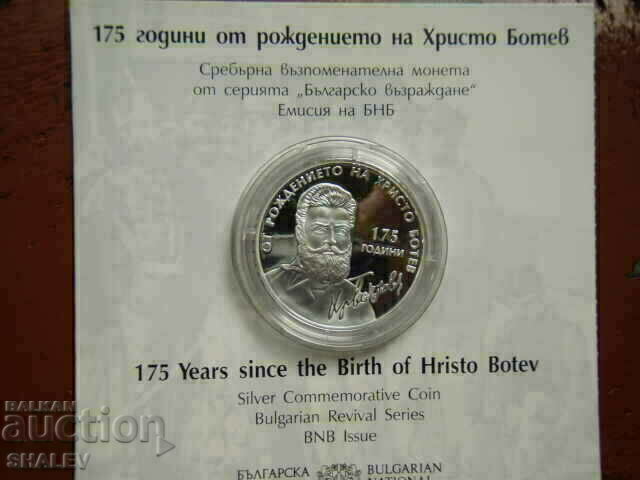 175 години от рождението на Христо Ботев
Сребърна възпоменателна монета
от серията „Българско възраждане“
Емисия на БНБ
ОТ РОЖДЕНИЕТО НА ХРИСТО БОТЕВ
175
ГОДИНИ
175 Years since the Birth of Hristo Botev
Silver Commemorative Coin
Bulgarian Revival Series
BNB Issue
БЪЛГАРСКА
BULGARIAN
NATIONAL
BALKAN
auction
SHALEV